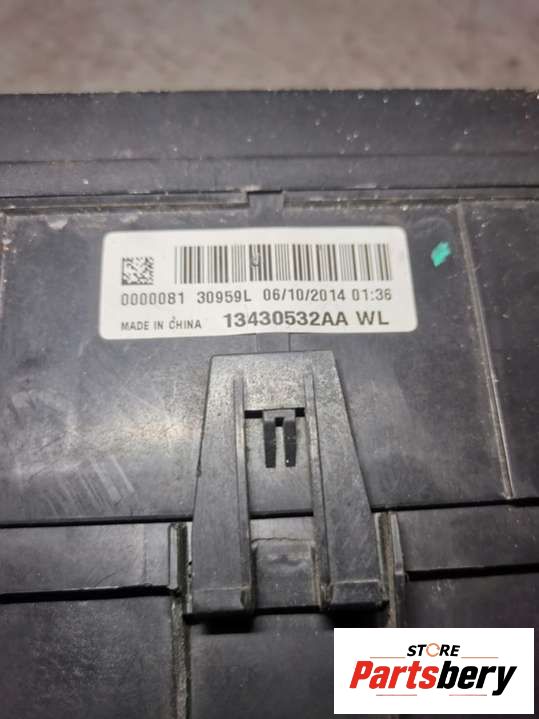 0000081 30959L 06/10/2014 01:36
MADE IN CHINA 13430532AA WL
STORE
Partsbery